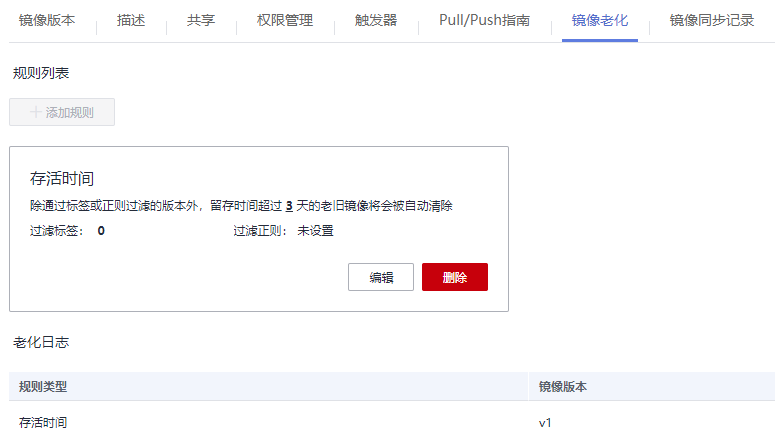 镜像版本 描述 共享 权限管理 触发器 Pull/Push指南 镜像老化 镜像同步记录
规则列表
添加规则
存活时间
除通过标签或正则过滤的版本外，留存时间超过 3 天的老旧镜像将会被自动清除
过滤标签： 0 过滤正则： 未设置
编辑 删除
老化日志
规则类型 镜像版本
存活时间 v1